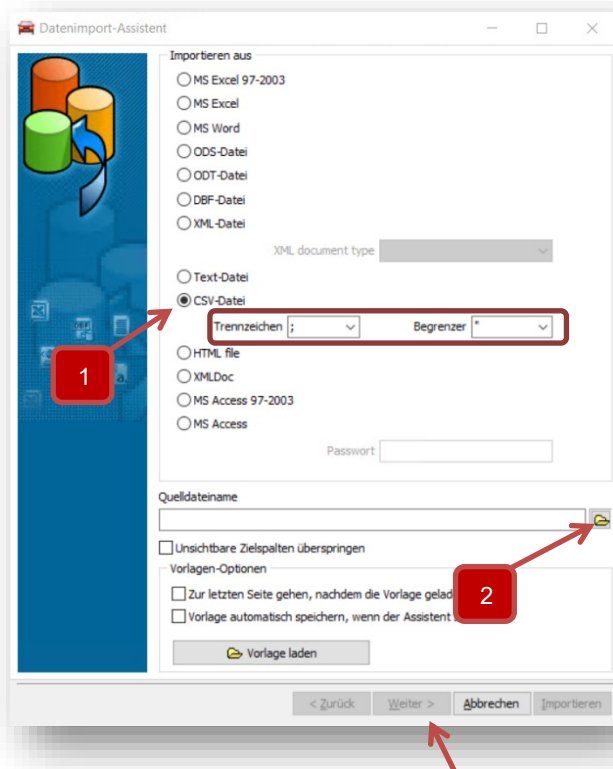 Datenimport-Assistent
Importieren aus
MS Excel 97-2003
MS Excel
MS Word
ODS-Datei
ODT-Datei
DBF-Datei
XML-Datei
XML document type
Text-Datei
CSV-Datei
Trennzeichen ; Begrenzer "
HTML file
XMLDoc
MS Access 97-2003
MS Access
Passwort
1
Quelldateiname
Unsichtbare Zielspalten überspringen
Vorlagen-Optionen
Zur letzten Seite gehen, nachdem die Vorlage gelad
2
Vorlage automatisch speichern, wenn der Assistent
Vorlage laden
< Zurück Weiter > Abbrechen Importieren